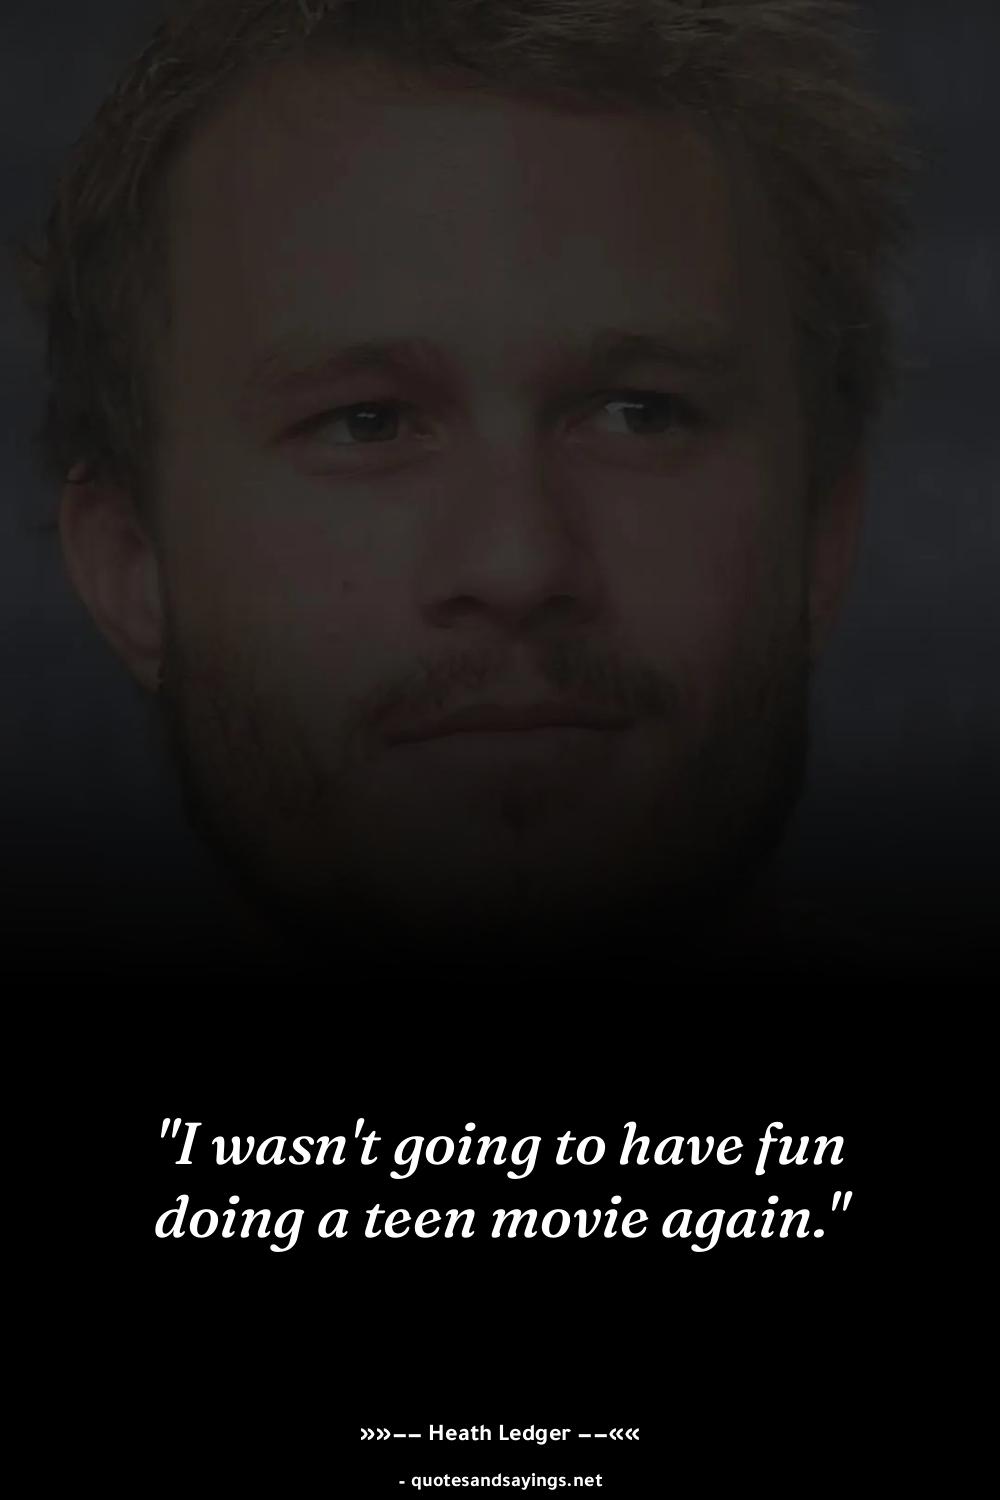 "I wasn't going to have fun
doing a teen movie again."
»»−− Heath Ledger −−««
- quotesandsayings.net